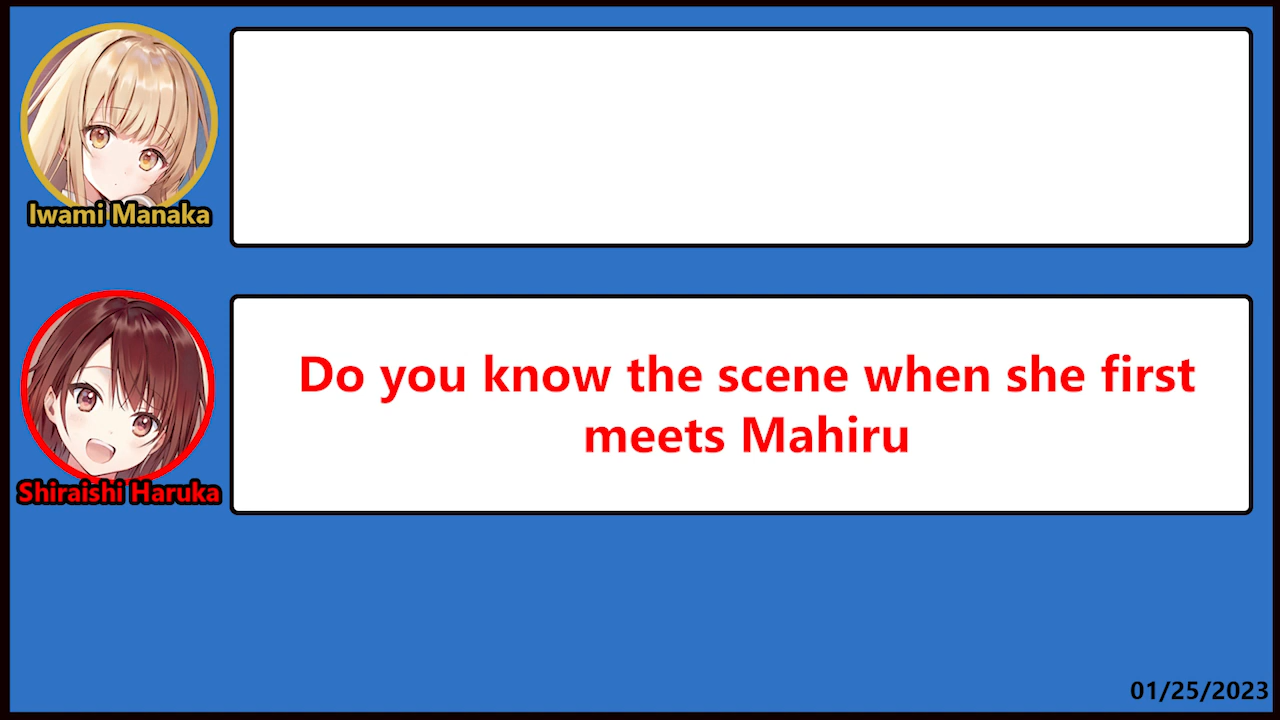 Iwami Manaka
Do you know the scene when she first
meets Mahiru
Shiraishi Haruka
01/25/2023